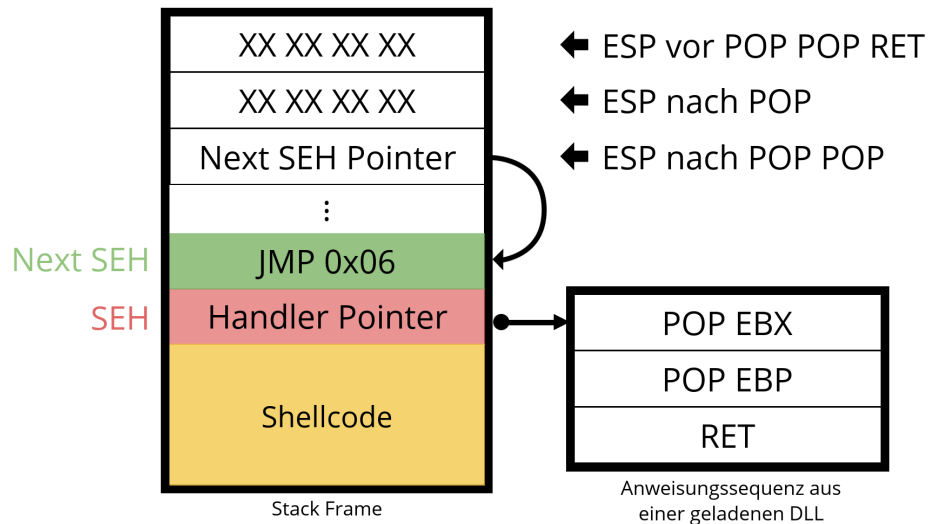 XX XX XX XX
ESP vor POP POP RET
XX XX XX XX
ESP nach POP
Next SEH Pointer
ESP nach POP POP
⋮
Next SEH
JMP 0x06
SEH
Handler Pointer
POP EBX
POP EBP
RET
Shellcode
Stack Frame
Anweisungssequenz aus
einer geladenen DLL